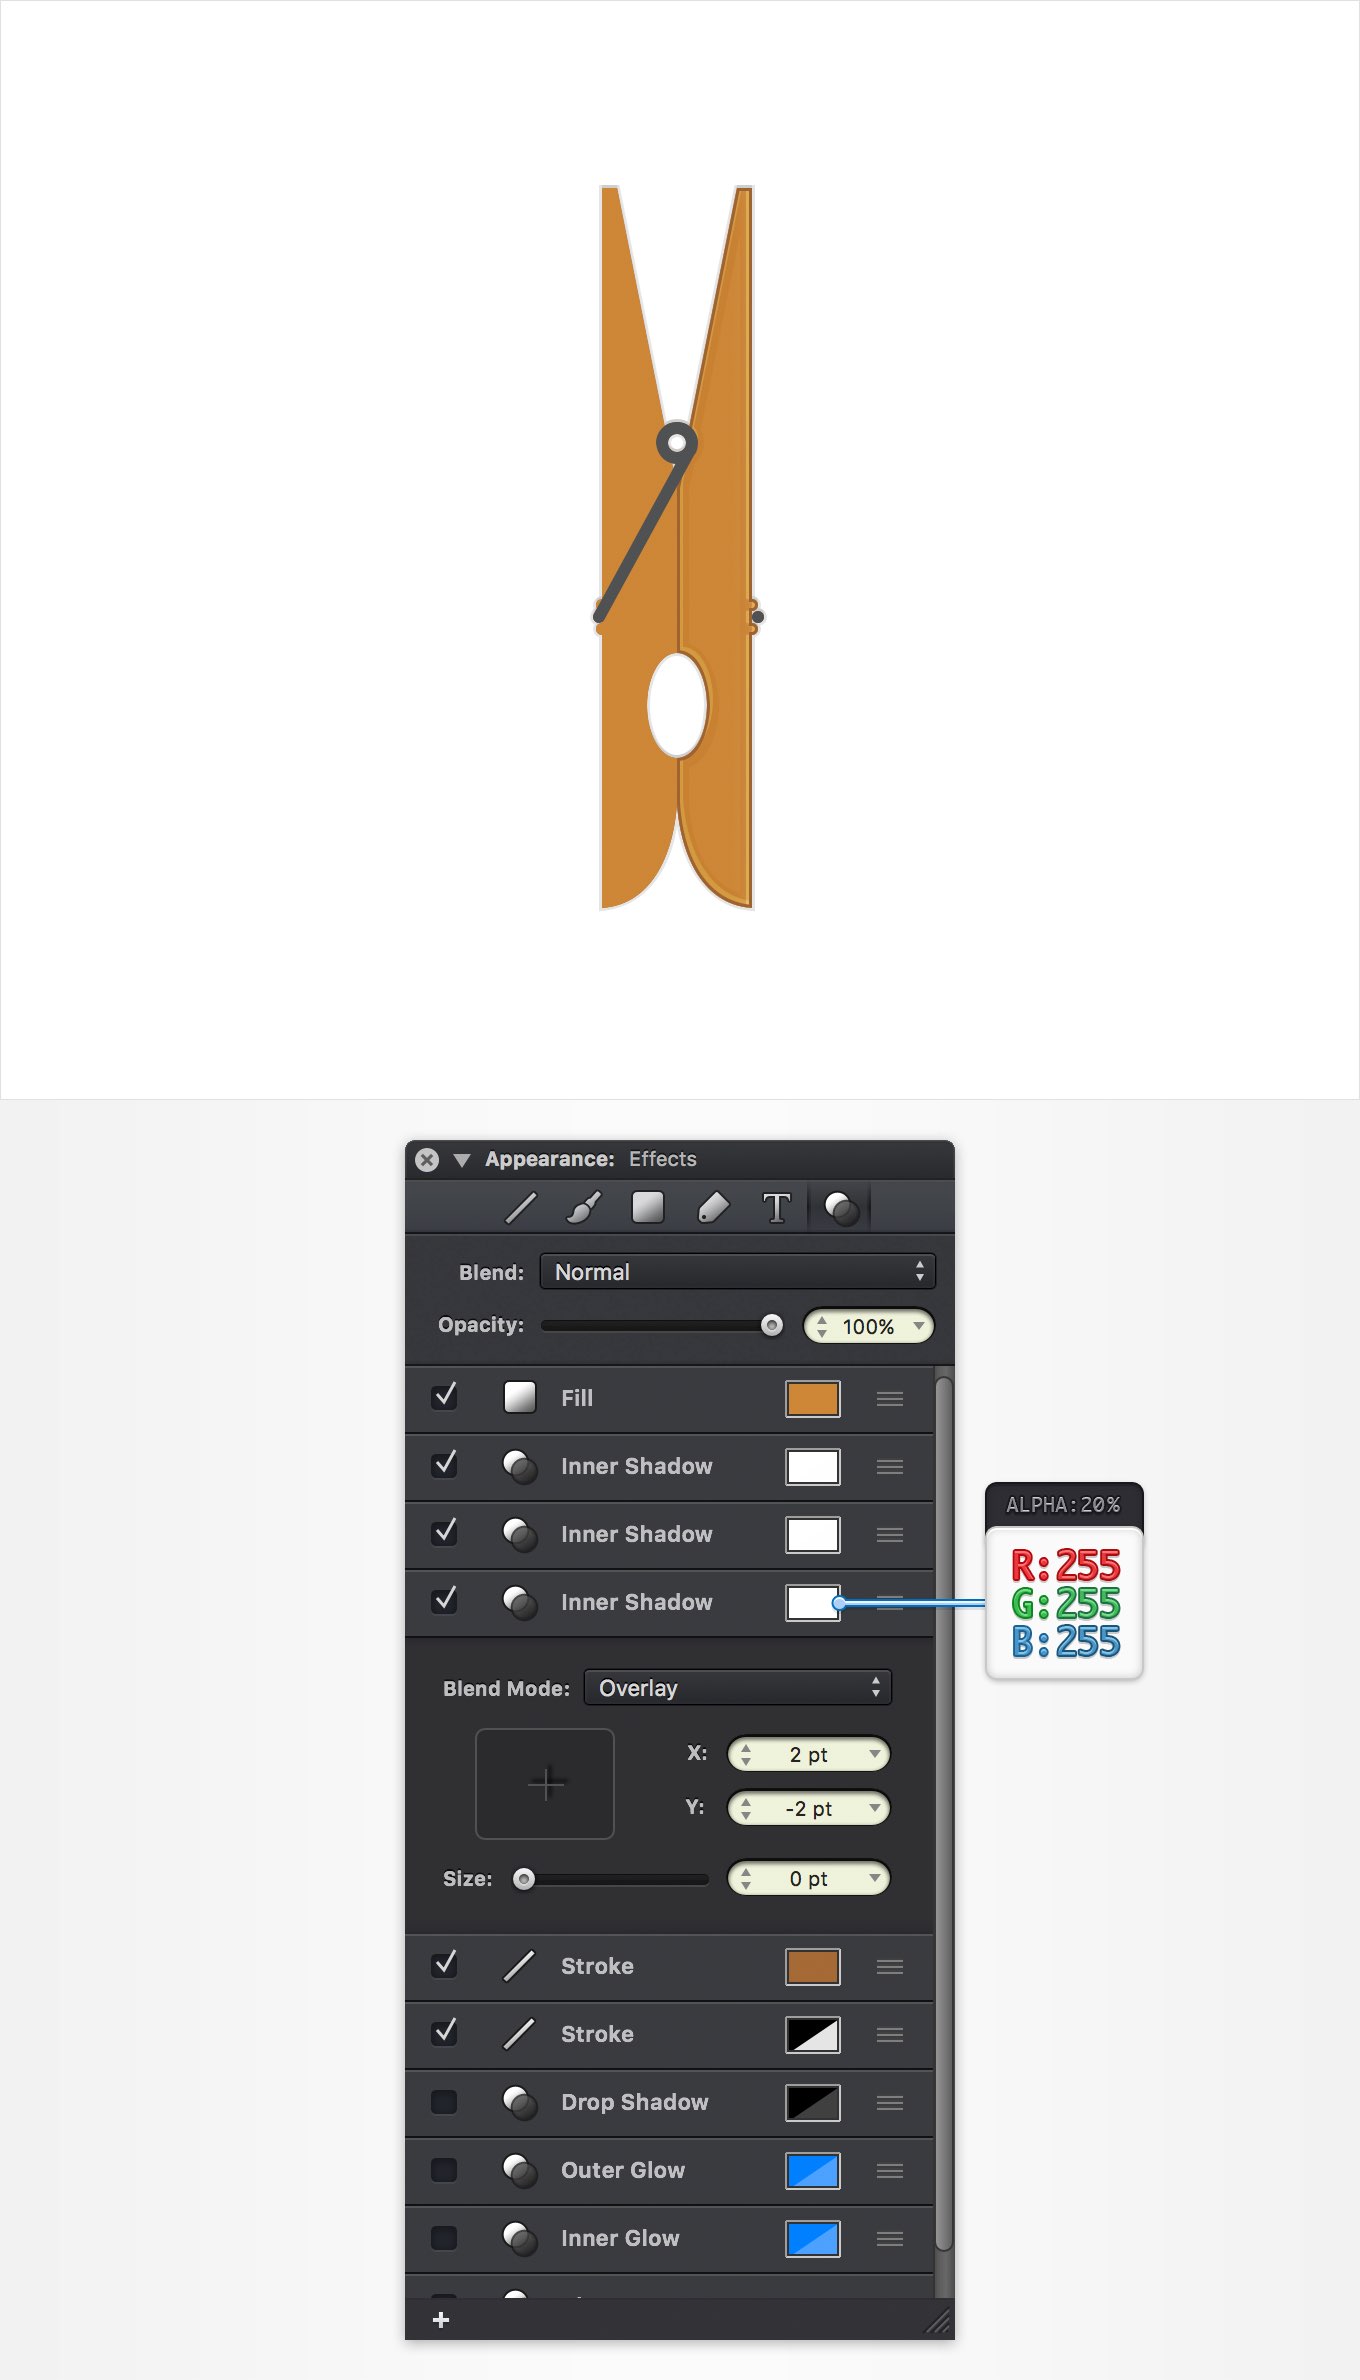 Appearance: Effects
T
Blend: Normal
Opacity: 100%
Fill
Inner Shadow
Inner Shadow
Inner Shadow
ALPHA:20%
R:255
G:255
B:255
Blend Mode: Overlay
X: 2 pt
Y: -2 pt
Size: 0 pt
Stroke
Stroke
Drop Shadow
Outer Glow
Inner Glow